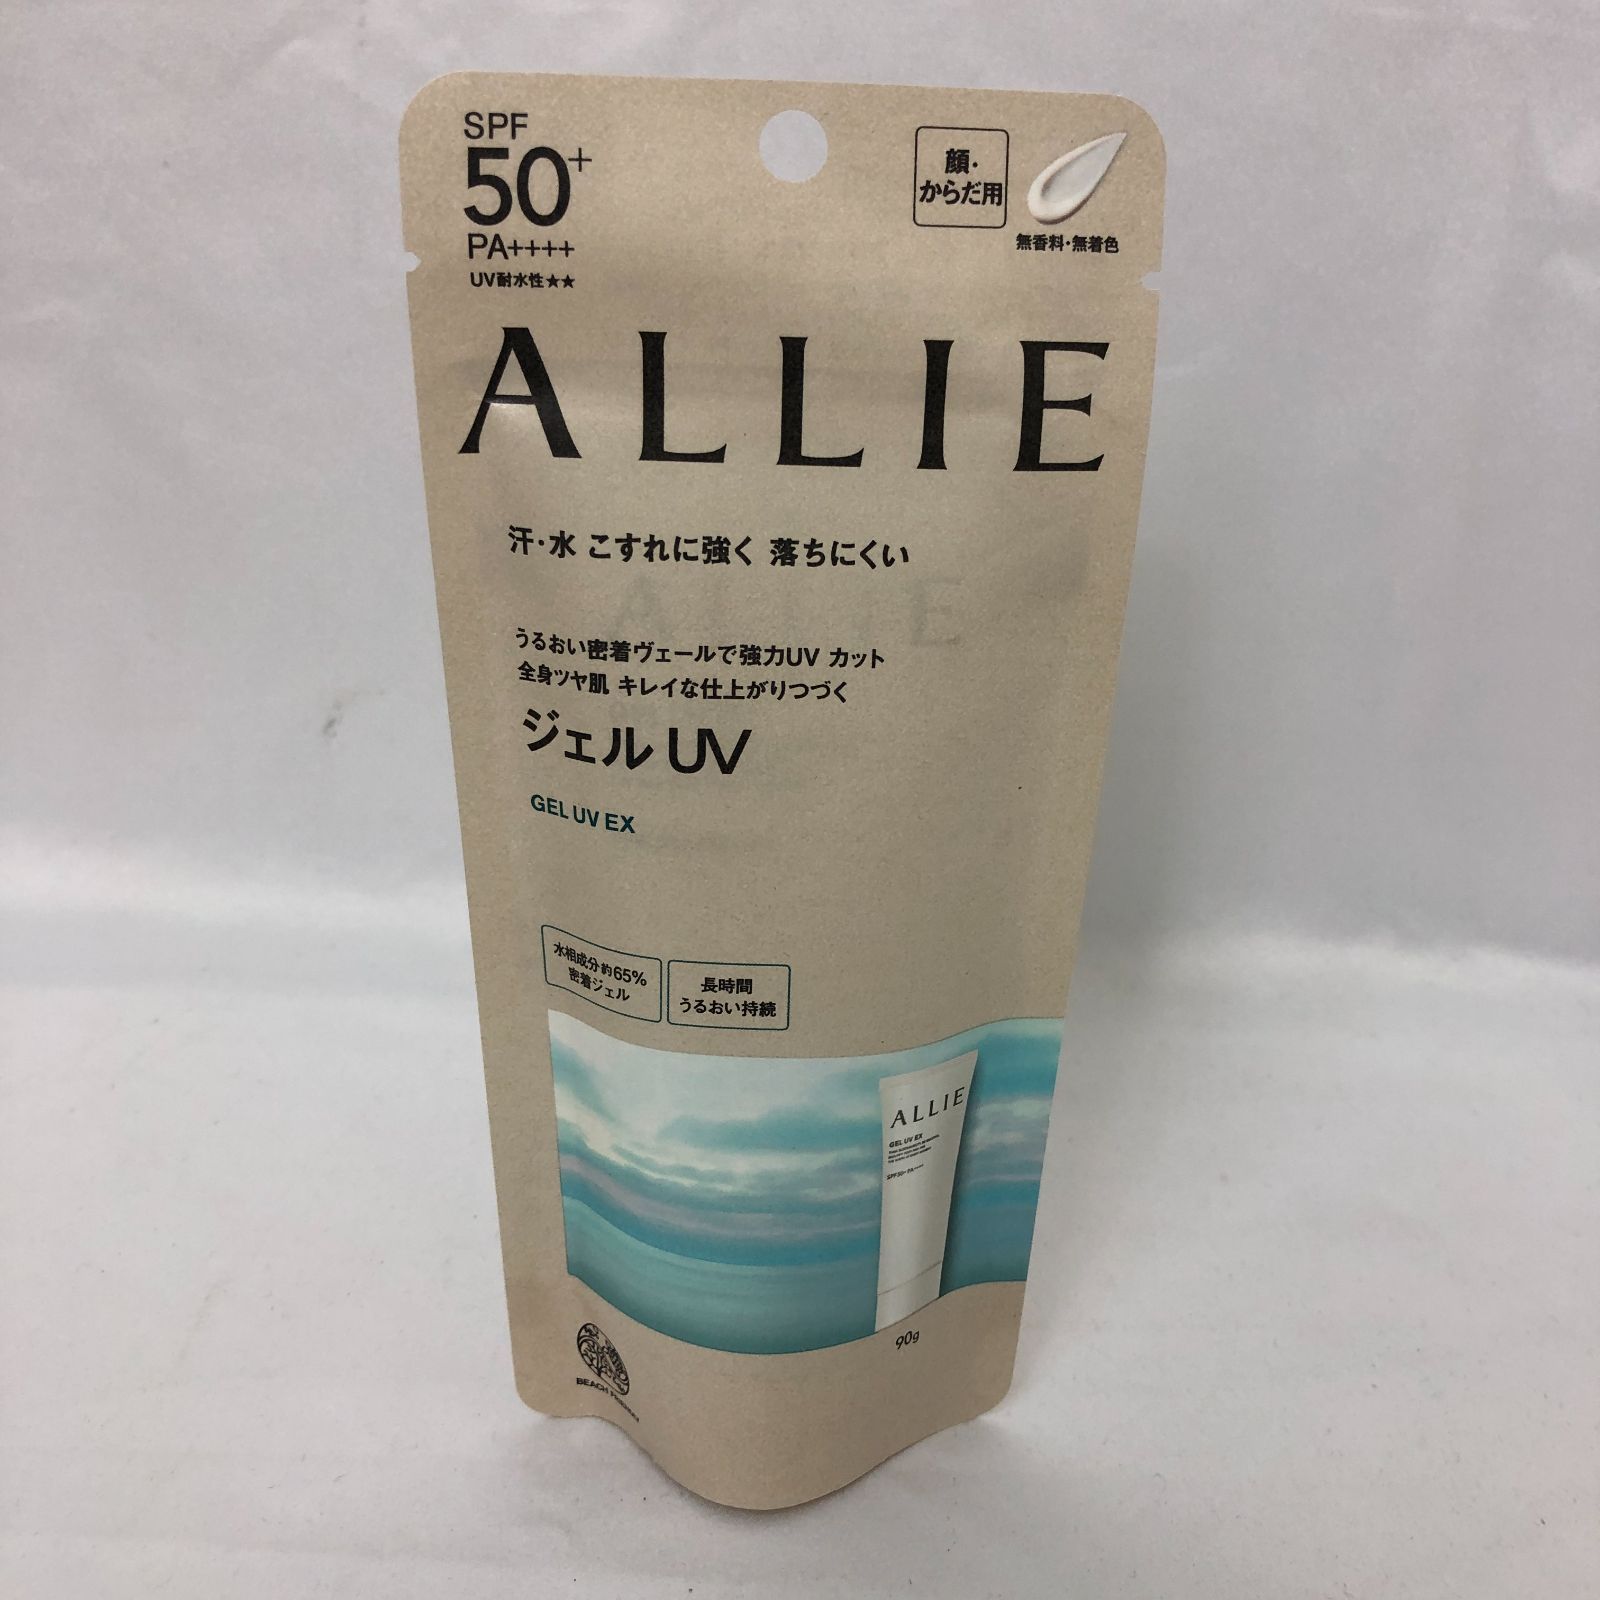 SPF
50+
PA++++
UV耐水性★★
顔・
からだ用
無香料・無着色
ALLIE
汗・水 こすれに強く 落ちにくい
うるおい密着ヴェールで強力UV カット
全身ツヤ肌 キレイな仕上がりつづく
ジェル UV
GEL UV EX
水相成分約65%
密着ジェル
長時間
うるおい持続
ALLIE
GEL UV EX
SPF50+ PA++++
90g
BEACH